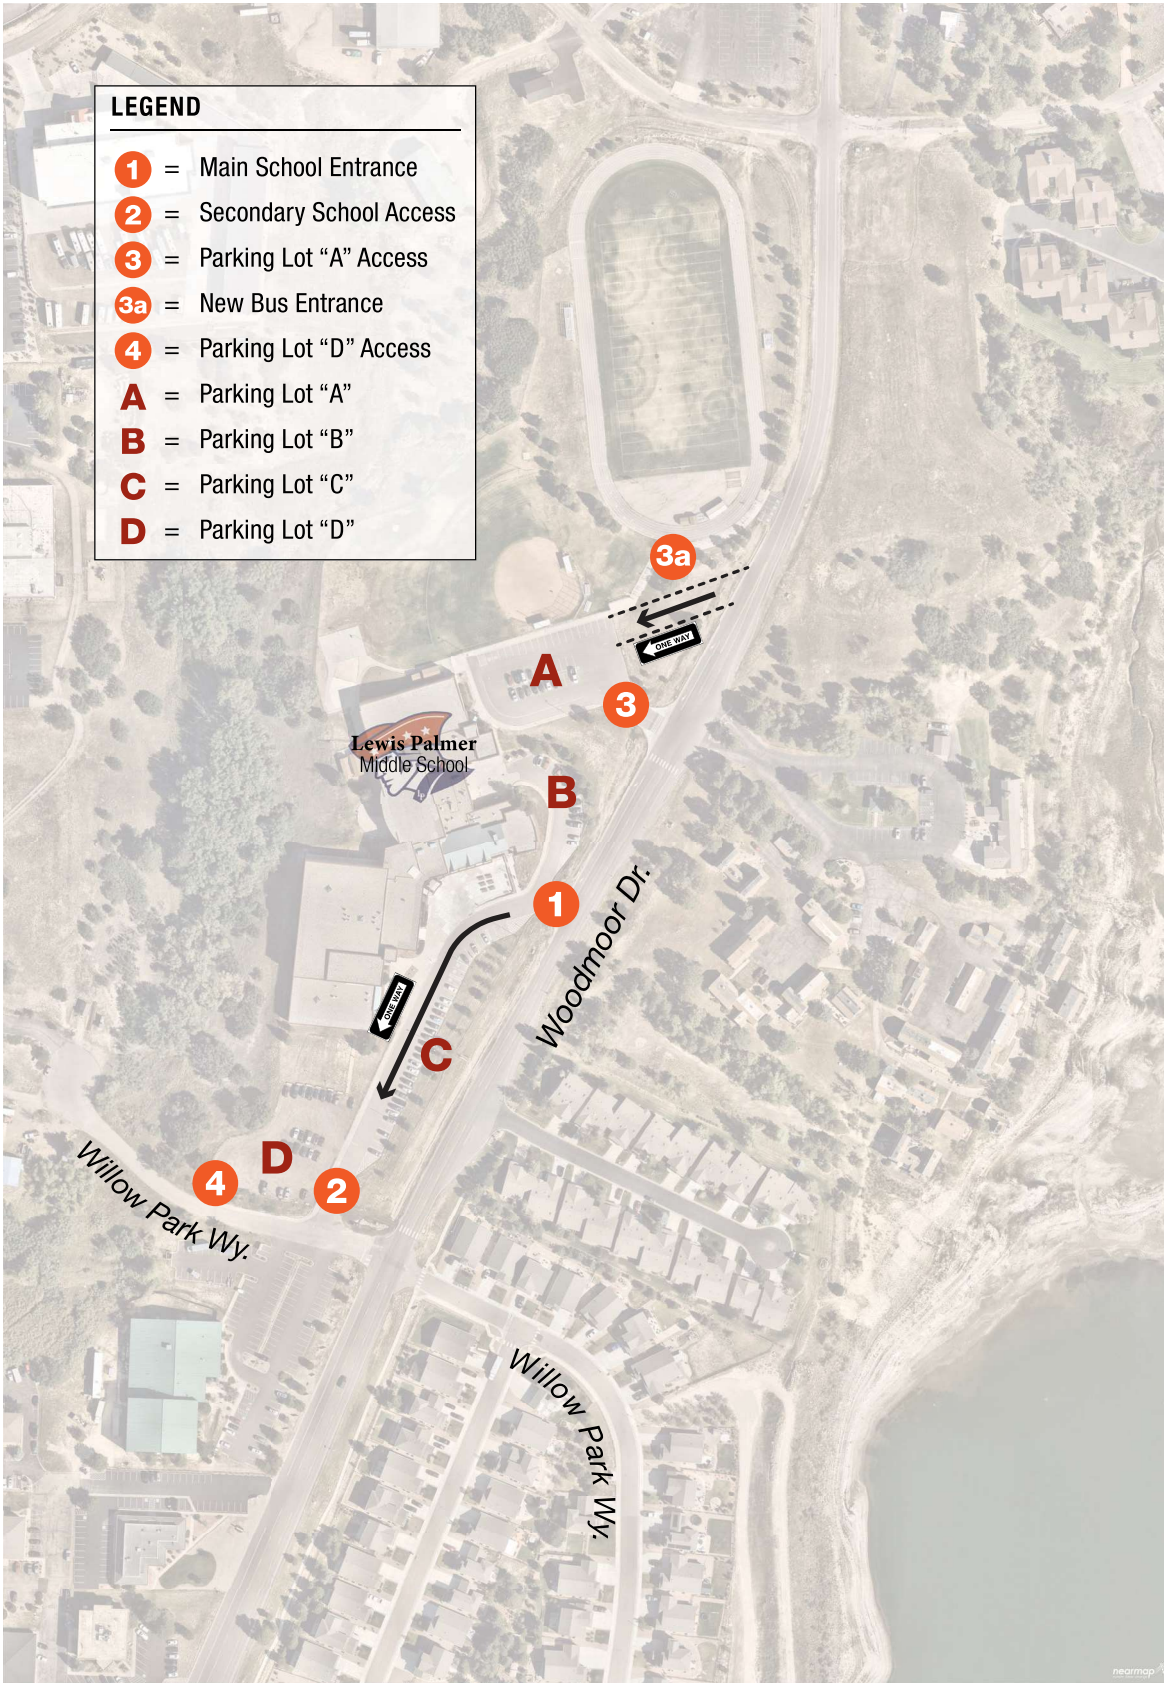 LEGEND
1 = Main School Entrance
2 = Secondary School Access
3 = Parking Lot “A” Access
3a = New Bus Entrance
4 = Parking Lot “D” Access
A = Parking Lot “A”
B = Parking Lot “B”
C = Parking Lot “C”
D = Parking Lot “D”
3a
ONE WAY
A
3
Lewis Palmer
Middle School
B
1
Woodmoor Dr.
ONE WAY
C
D
4
2
Willow Park Wy.
Willow Park Wy.
nearmap